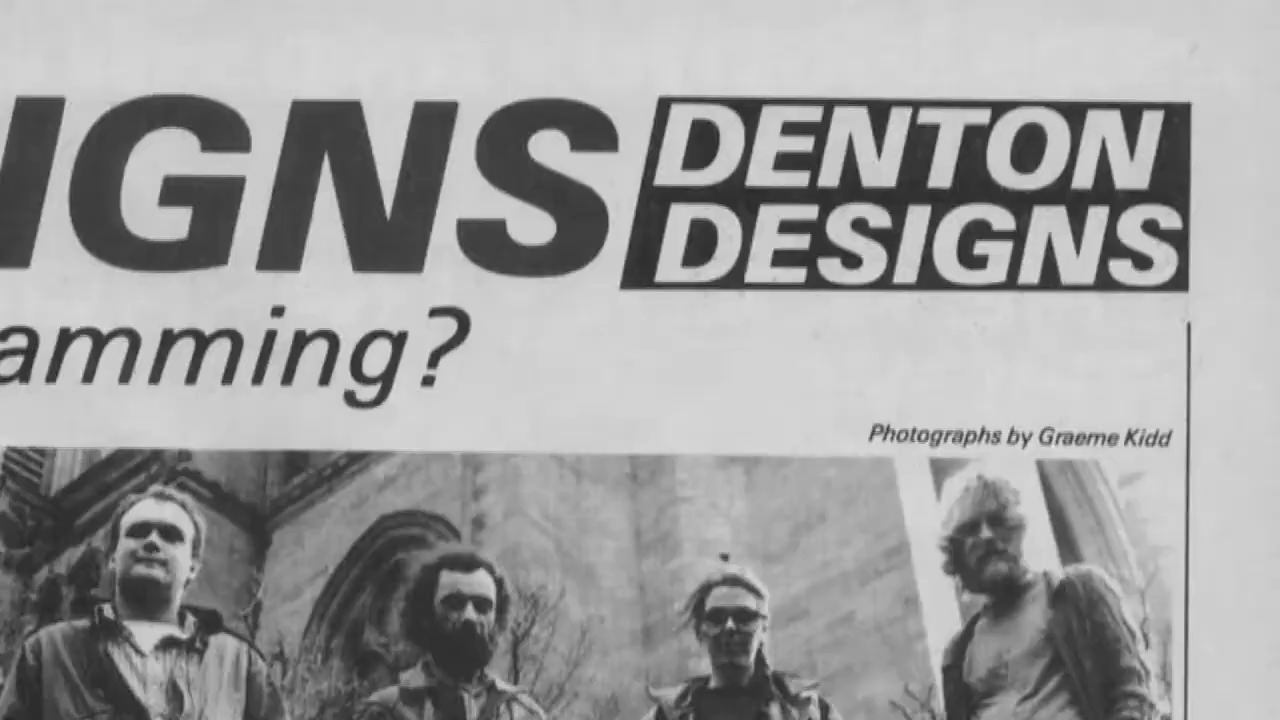 IGNS
DENTON
DESIGNS
amming?
Photographs by Graeme Kidd